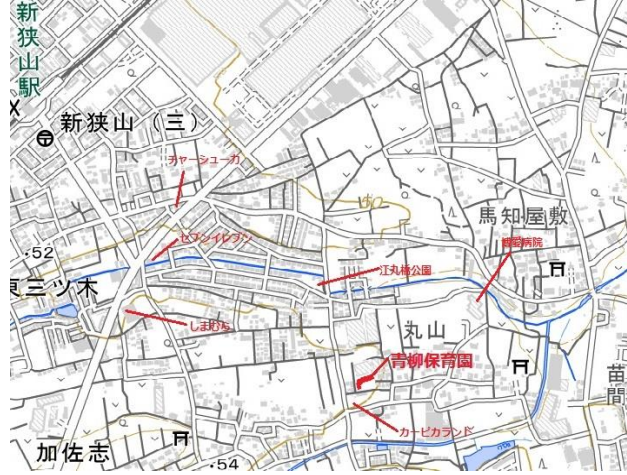 新狭山駅
新狭山（三）
チャーシューガ
馬知屋敷
セブンイレブン
・52
江丸橋公園
東三ツ木
しまむら
丸山
青柳保育園
苗間
カーピカランド
加佐志
・54